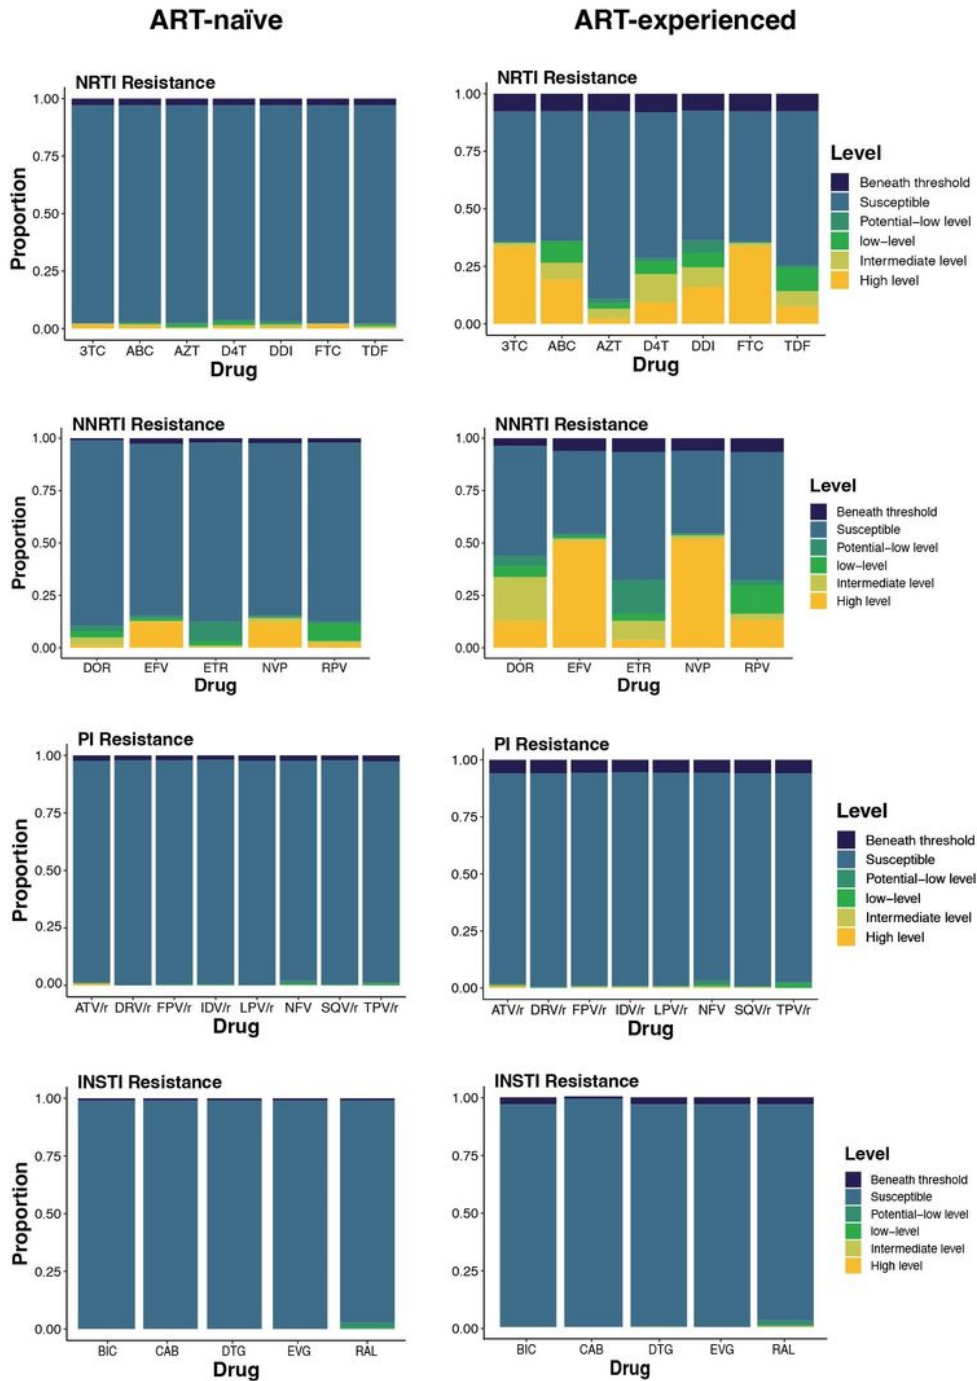 ART-naïve
ART-experienced
NRTI Resistance
Proportion
1.00
0.75
0.50
0.25
0.00
3TC ABC AZT D4T DDI FTC TDF
Drug
NRTI Resistance
1.00
0.75
0.50
0.25
0.00
3TC ABC AZT D4T DDI FTC TDF
Drug
Level
Beneath threshold
Susceptible
Potential-low level
low-level
Intermediate level
High level
NNRTI Resistance
Proportion
1.00
0.75
0.50
0.25
0.00
DOR EFV ETR NVP RPV
Drug
NNRTI Resistance
1.00
0.75
0.50
0.25
0.00
DOR EFV ETR NVP RPV
Drug
Level
Beneath threshold
Susceptible
Potential-low level
low-level
Intermediate level
High level
PI Resistance
Proportion
1.00
0.75
0.50
0.25
0.00
ATV/r DRV/r FPV/r IDV/r LPV/r NFV SQV/r TPV/r
Drug
PI Resistance
1.00
0.75
0.50
0.25
0.00
ATV/r DRV/r FPV/r IDV/r LPV/r NFV SQV/r TPV/r
Drug
Level
Beneath threshold
Susceptible
Potential-low level
low-level
Intermediate level
High level
INSTI Resistance
Proportion
1.00
0.75
0.50
0.25
0.00
BIC CAB DTG EVG RAL
Drug
INSTI Resistance
1.00
0.75
0.50
0.25
0.00
BIC CAB DTG EVG RAL
Drug
Level
Beneath threshold
Susceptible
Potential-low level
low-level
Intermediate level
High level